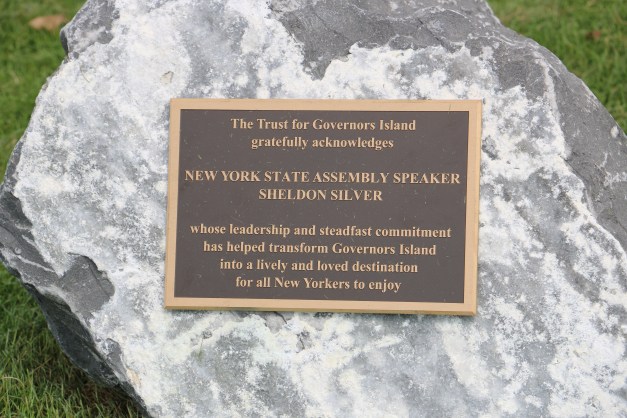 The Trust for Governors Island
gratefully acknowledges
NEW YORK STATE ASSEMBLY SPEAKER
SHELDON SILVER
whose leadership and steadfast commitment
has helped transform Governors Island
into a lively and loved destination
for all New Yorkers to enjoy